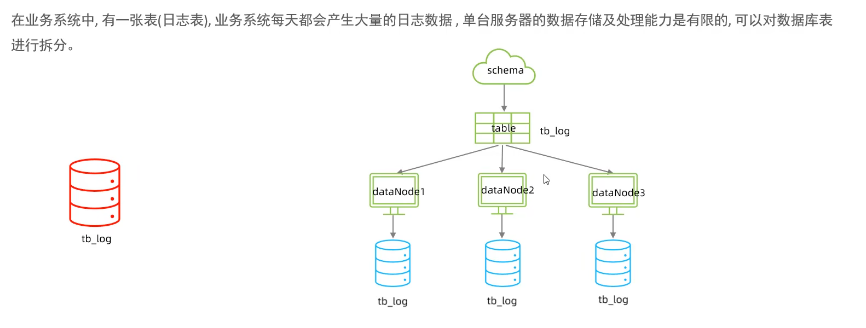 在业务系统中, 有一张表(日志表), 业务系统每天都会产生大量的日志数据 , 单台服务器的数据存储及处理能力是有限的, 可以对数据库表
进行拆分。
schema
table
tb_log
dataNode1
dataNode2
dataNode3
tb_log
tb_log
tb_log
tb_log